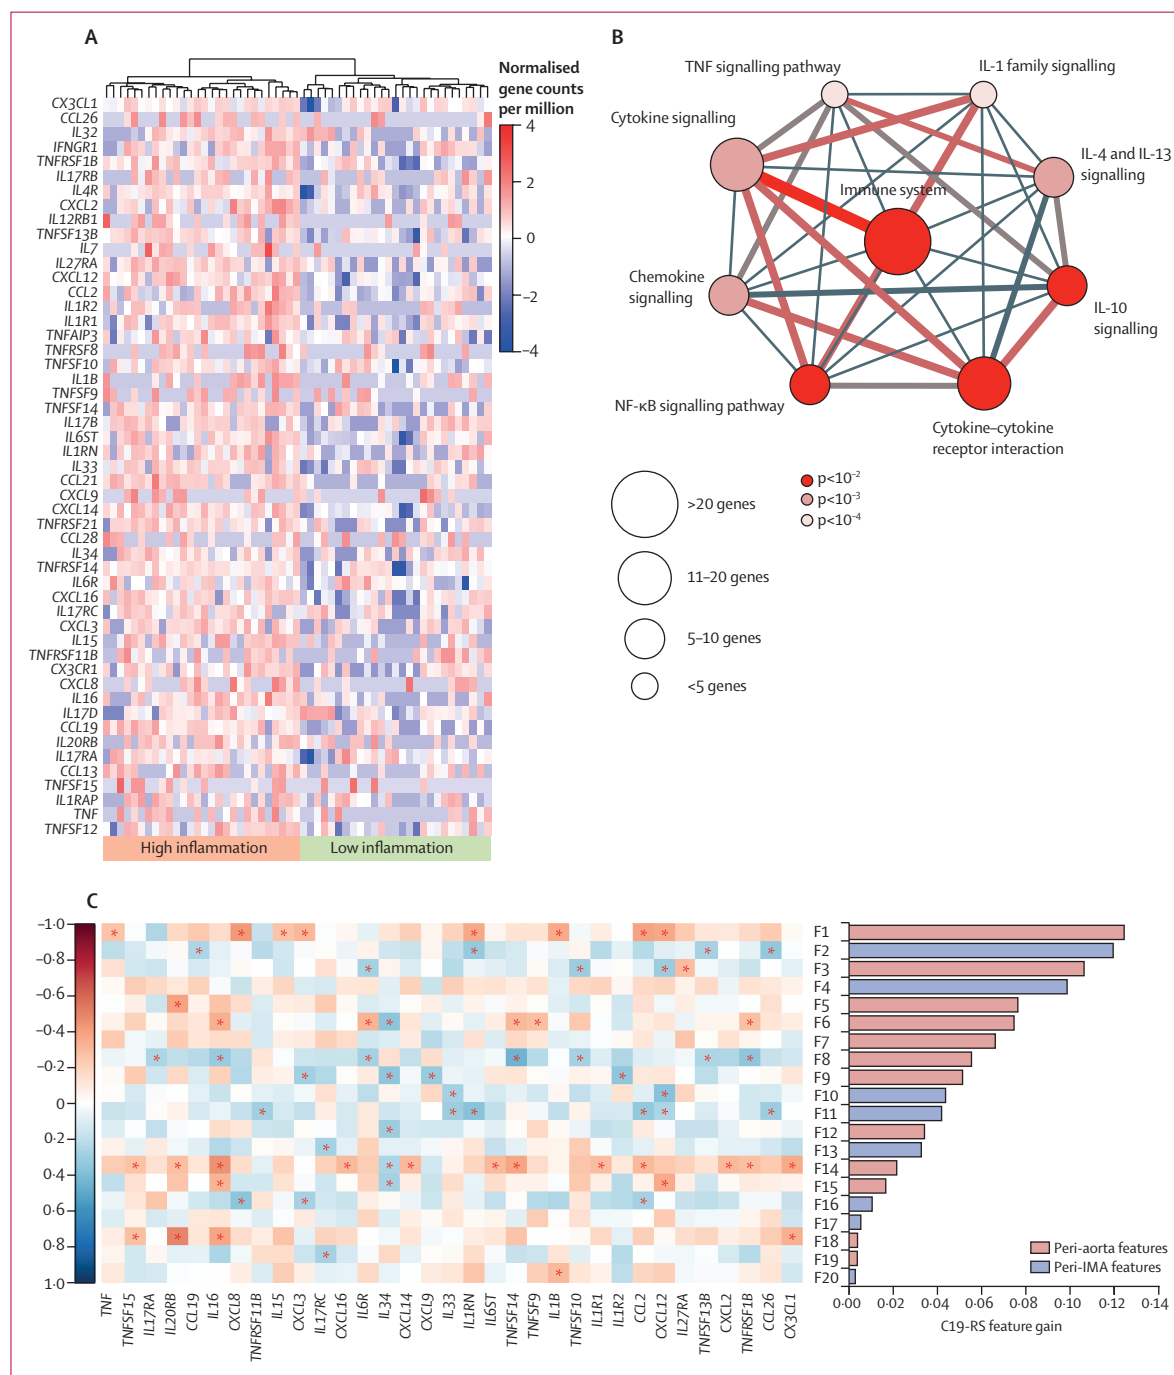 A
Normalised
gene counts
per million
4
2
0
−2
−4
CX3CL1
CCL26
IL32
IFNGR1
TNFRSF1B
IL17RB
IL4R
CXCL2
IL12RB1
TNFSF13B
IL7
IL27RA
CXCL12
CCL2
IL1R2
IL1R1
TNFAIP3
TNFRSF8
TNFSF10
IL1B
TNFSF9
TNFSF14
IL17B
IL6ST
IL1RN
IL33
CCL21
CXCL9
CXCL14
TNFRSF21
CCL28
IL34
TNFRSF14
IL6R
CXCL16
IL17RC
CXCL3
IL15
TNFRSF11B
CX3CR1
CXCL8
IL16
IL17D
CCL19
IL20RB
IL17RA
CCL13
TNFSF15
IL1RAP
TNF
TNFSF12
High inflammation
Low inflammation
B
TNF signalling pathway
IL-1 family signalling
Cytokine signalling
IL-4 and IL-13
signalling
Immune system
Chemokine
signalling
IL-10
signalling
NF-κB signalling pathway
Cytokine–cytokine
receptor interaction
>20 genes
11–20 genes
5–10 genes
<5 genes
p<10⁻²
p<10⁻³
p<10⁻⁴
C
−1·0
−0·8
−0·6
−0·4
−0·2
0
0·2
0·4
0·6
0·8
1·0
TNF
TNFSF15
IL17RA
IL20RB
CCL19
IL16
CXCL8
TNFRSF11B
IL15
CXCL3
IL17RC
CXCL16
IL6R
IL34
CXCL14
CXCL9
IL33
IL1RN
IL6ST
TNFSF14
TNFSF9
IL1B
TNFSF10
IL1R1
IL1R2
CCL2
CXCL12
IL27RA
TNFSF13B
CXCL2
TNFRSF1B
CCL26
CX3CL1
F1
F2
F3
F4
F5
F6
F7
F8
F9
F10
F11
F12
F13
F14
F15
F16
F17
F18
F19
F20
Peri-aorta features
Peri-IMA features
0·00
0·02
0·04
0·06
0·08
0·10
0·12
0·14
C19-RS feature gain